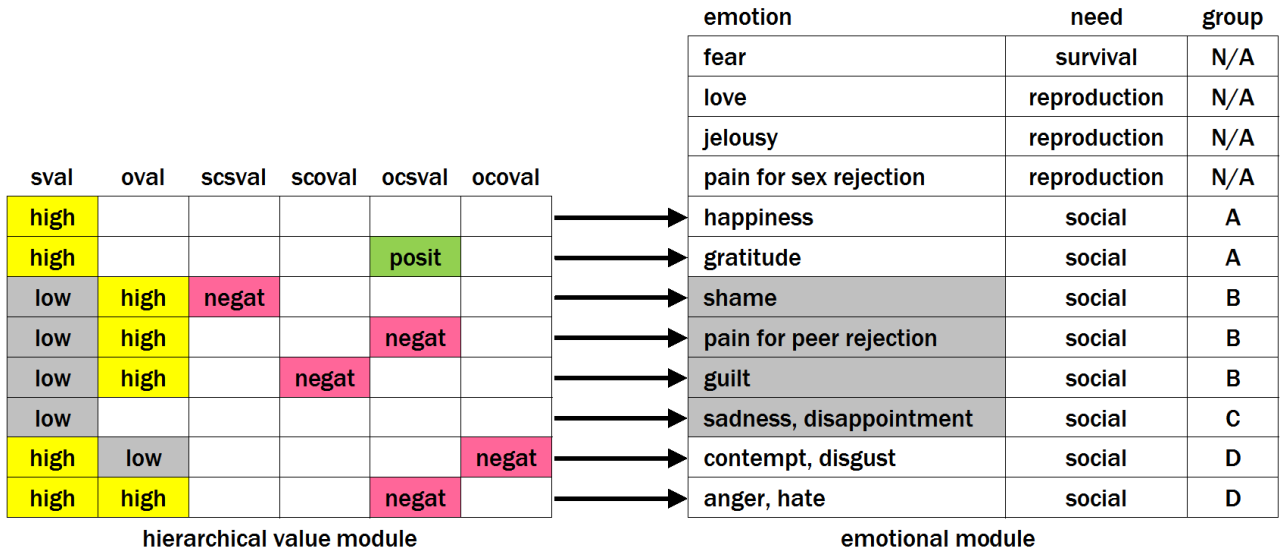 emotion need group
fear survival N/A
love reproduction N/A
jelousy reproduction N/A
sval oval scsval scoval ocsval ocoval pain for sex rejection reproduction N/A
high happiness social A
high posit gratitude social A
low high negat shame social B
low high negat pain for peer rejection social B
low high negat guilt social B
low sadness, disappointment social C
high low negat contempt, disgust social D
high high negat anger, hate social D
hierarchical value module emotional module